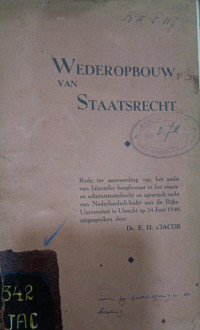 WEDEROPBOUW
VAN
STAATSRECHT
Rede ter aanvaarding van het ambt
van bijzonder hoogleraar in het staats-
en administratiefrecht en agrarisch recht
van Nederlandsch-Indië aan de Rijks-
Universiteit te Utrecht op 24 Juni 1946
uitgesproken door
Dr. E. H. s'JACOB
342
JAC